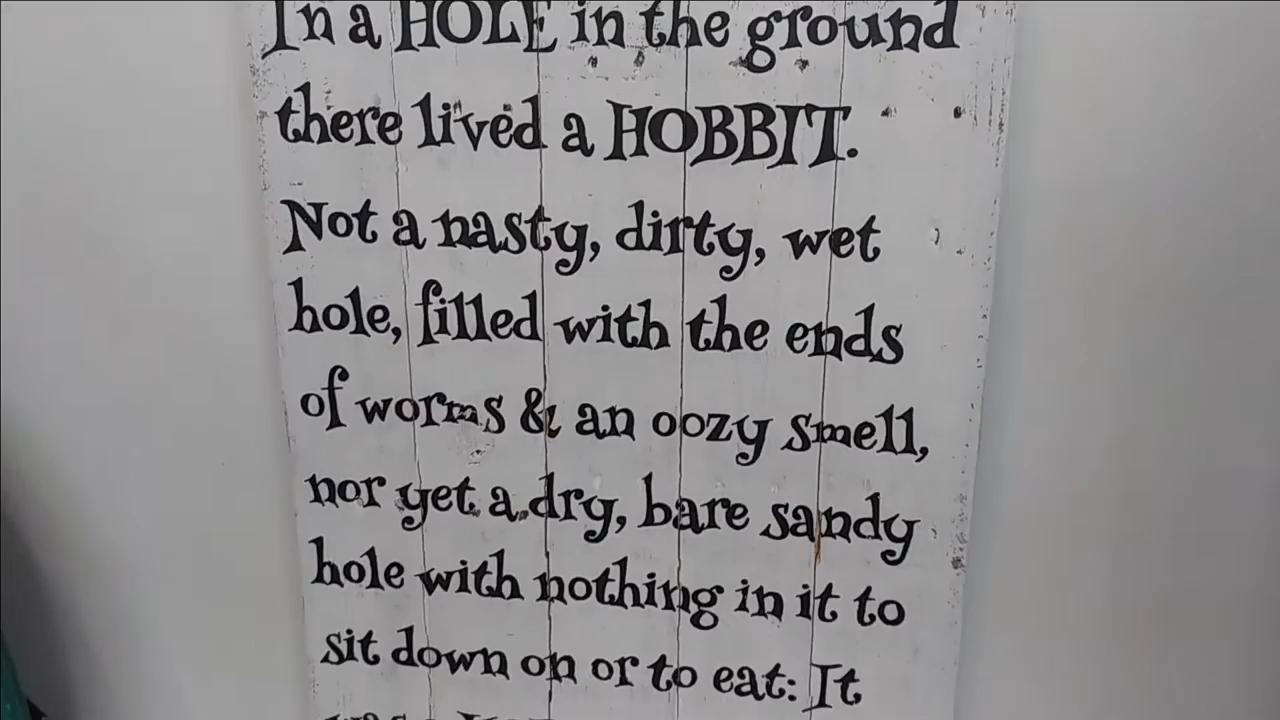 In a HOLE in the ground
there lived a HOBBIT.
Not a nasty, dirty, wet
hole, filled with the ends
of worms & an oozy smell,
nor yet a dry, bare sandy
hole with nothing in it to
sit down on or to eat: It